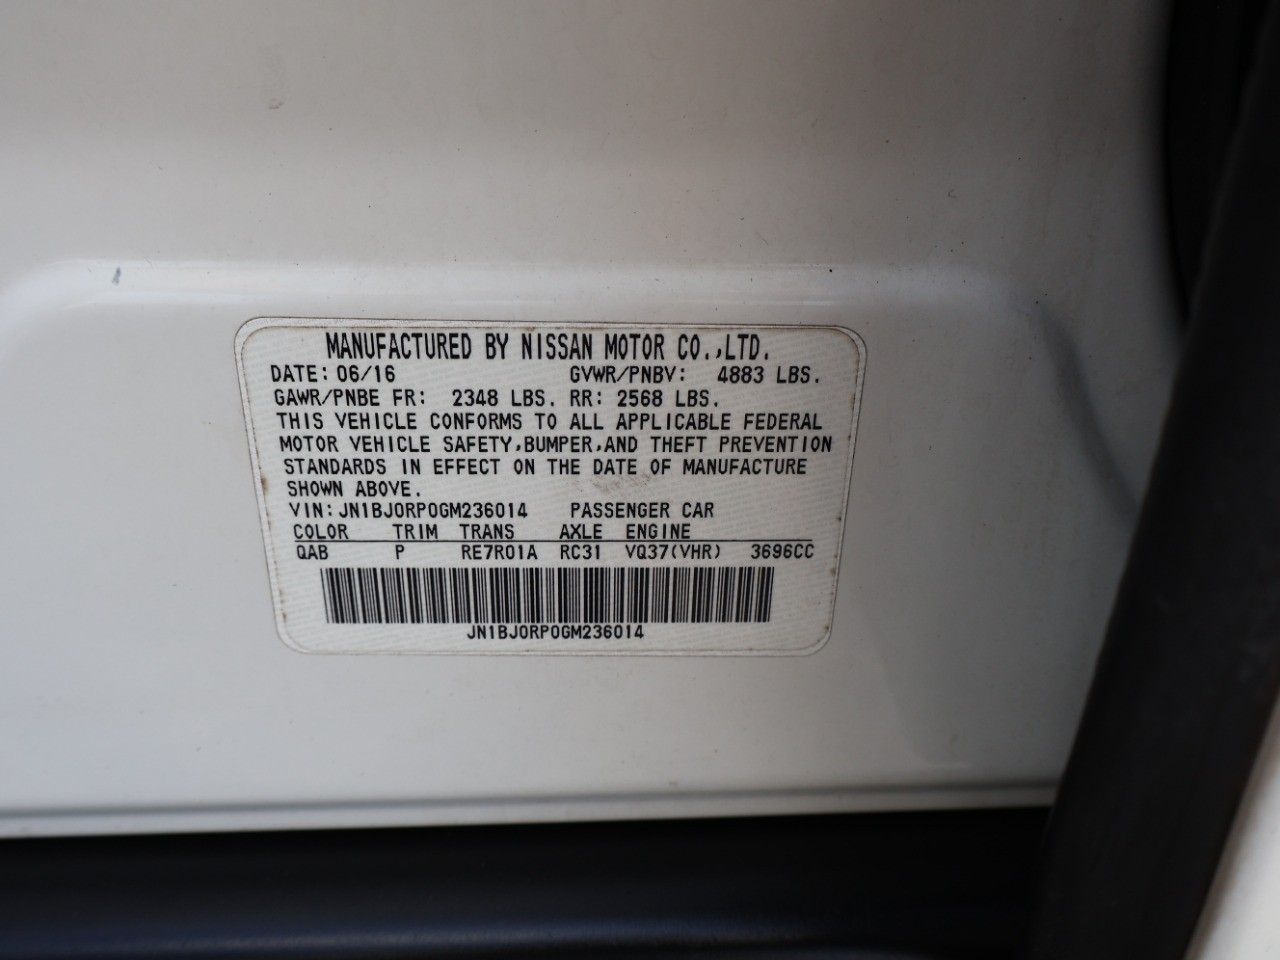 MANUFACTURED BY NISSAN MOTOR CO.,LTD.
DATE: 06/16 GVWR/PNBV: 4883 LBS.
GAWR/PNBE FR: 2348 LBS. RR: 2568 LBS.
THIS VEHICLE CONFORMS TO ALL APPLICABLE FEDERAL
MOTOR VEHICLE SAFETY,BUMPER,AND THEFT PREVENTION
STANDARDS IN EFFECT ON THE DATE OF MANUFACTURE
SHOWN ABOVE.
VIN: JN1BJ0RP0GM236014 PASSENGER CAR
COLOR TRIM TRANS AXLE ENGINE
QAB P RE7R01A RC31 VQ37(VHR) 3696CC
JN1BJ0RP0GM236014